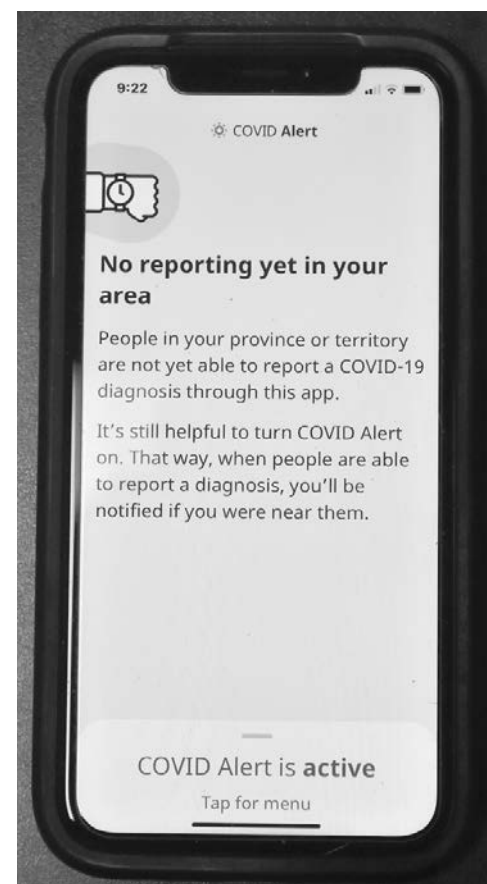 9:22
COVID Alert
No reporting yet in your
area
People in your province or territory
are not yet able to report a COVID-19
diagnosis through this app.
It's still helpful to turn COVID Alert
on. That way, when people are able
to report a diagnosis, you'll be
notified if you were near them.
COVID Alert is active
Tap for menu